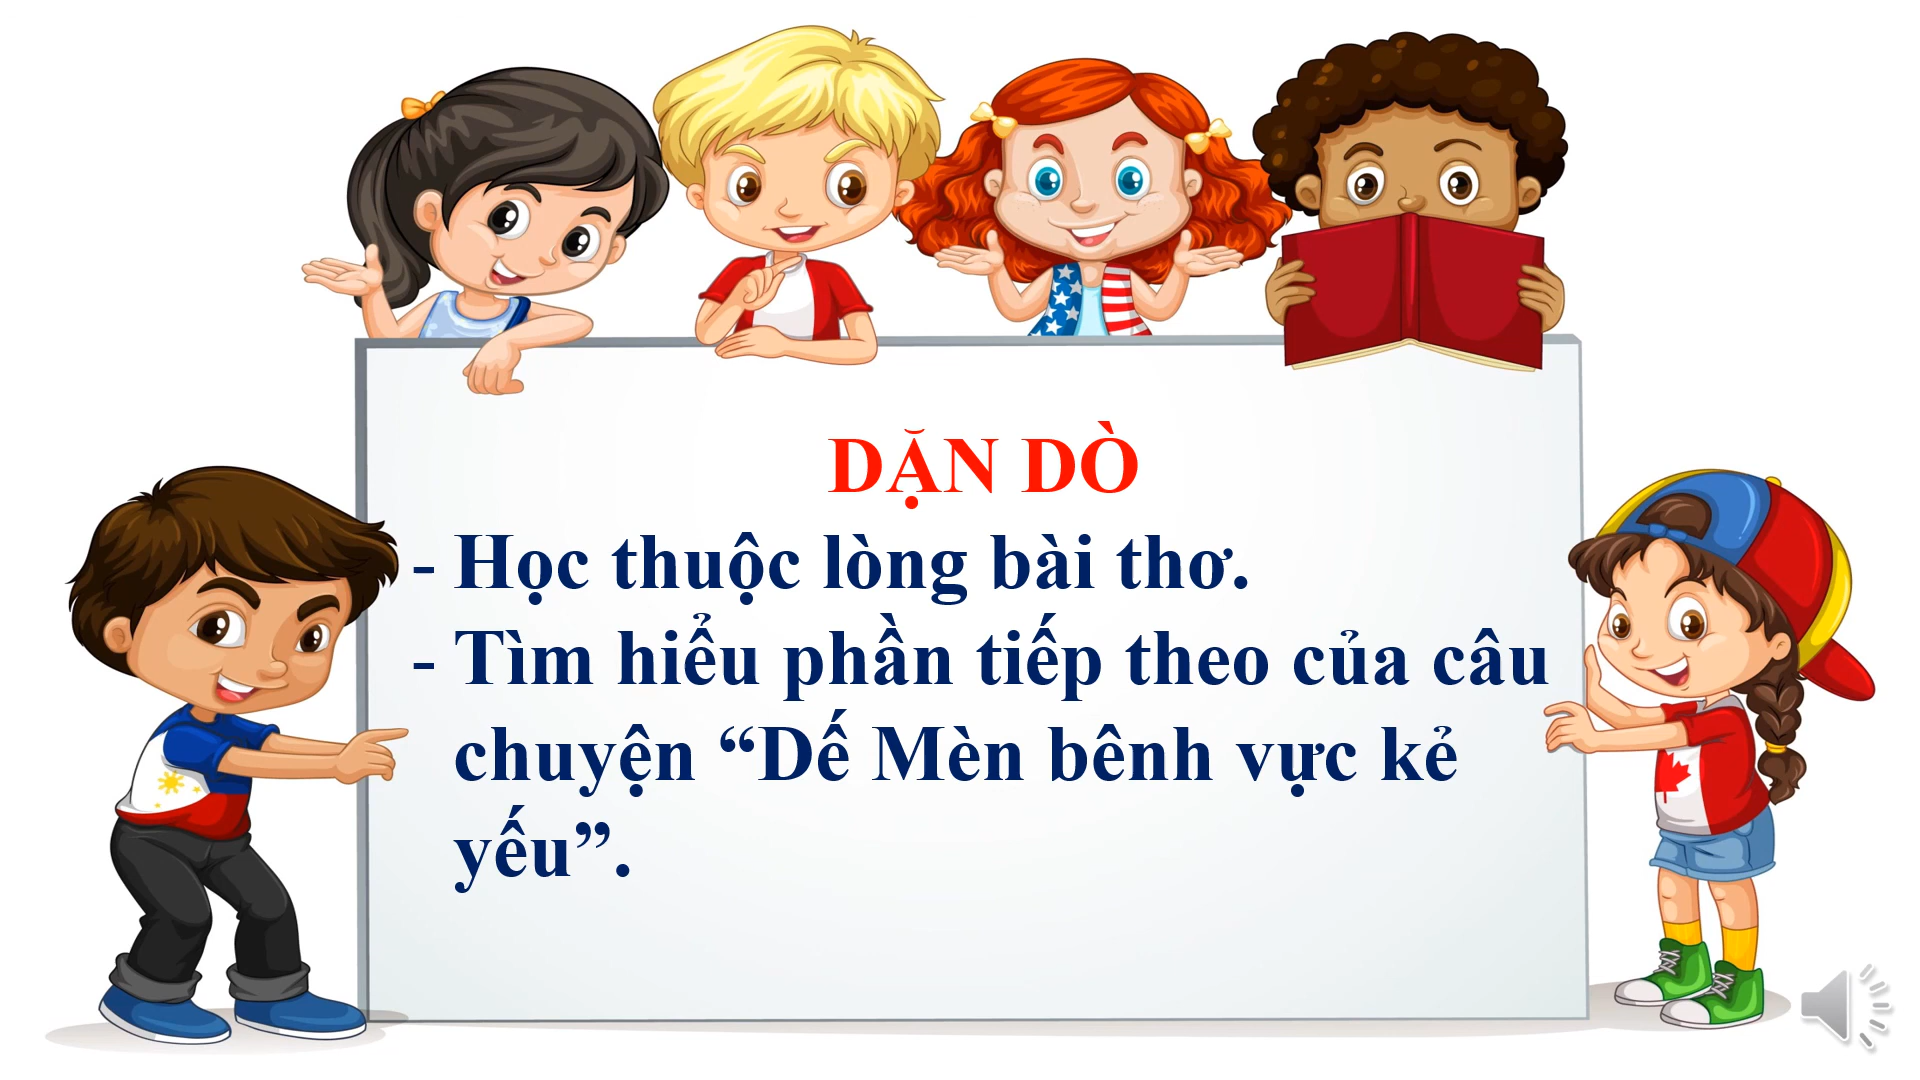 DẶN DÒ
- Học thuộc lòng bài thơ.
- Tìm hiểu phần tiếp theo của câu
chuyện “Dế Mèn bênh vực kẻ
yếu”.